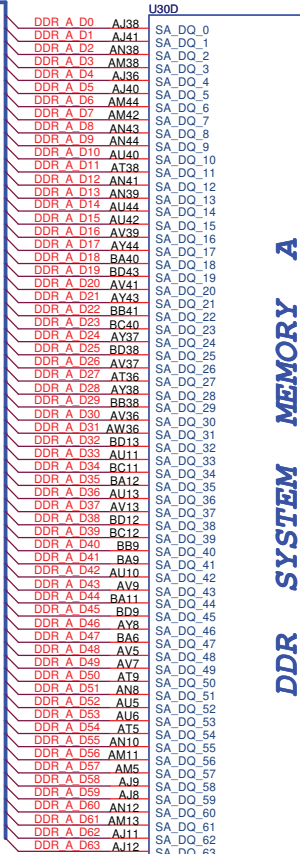 U30D
DDR_A_D0 AJ38 SA_DQ_0
DDR_A_D1 AJ41 SA_DQ_1
DDR_A_D2 AN38 SA_DQ_2
DDR_A_D3 AM38 SA_DQ_3
DDR_A_D4 AJ36 SA_DQ_4
DDR_A_D5 AJ40 SA_DQ_5
DDR_A_D6 AM44 SA_DQ_6
DDR_A_D7 AM42 SA_DQ_7
DDR_A_D8 AN43 SA_DQ_8
DDR_A_D9 AN44 SA_DQ_9
DDR_A_D10 AU40 SA_DQ_10
DDR_A_D11 AT38 SA_DQ_11
DDR_A_D12 AN41 SA_DQ_12
DDR_A_D13 AN39 SA_DQ_13
DDR_A_D14 AU44 SA_DQ_14
DDR_A_D15 AU42 SA_DQ_15
DDR_A_D16 AV39 SA_DQ_16
DDR_A_D17 AY44 SA_DQ_17
DDR_A_D18 BA40 SA_DQ_18
DDR_A_D19 BD43 SA_DQ_19
DDR_A_D20 AV41 SA_DQ_20
DDR_A_D21 AY43 SA_DQ_21
DDR_A_D22 BB41 SA_DQ_22
DDR_A_D23 BC40 SA_DQ_23
DDR_A_D24 AY37 SA_DQ_24
DDR_A_D25 BD38 SA_DQ_25
DDR_A_D26 AV37 SA_DQ_26
DDR_A_D27 AT36 SA_DQ_27
DDR_A_D28 AY38 SA_DQ_28
DDR_A_D29 BB38 SA_DQ_29
DDR_A_D30 AV36 SA_DQ_30
DDR_A_D31 AW36 SA_DQ_31
DDR_A_D32 BD13 SA_DQ_32
DDR_A_D33 AU11 SA_DQ_33
DDR_A_D34 BC11 SA_DQ_34
DDR_A_D35 BA12 SA_DQ_35
DDR_A_D36 AU13 SA_DQ_36
DDR_A_D37 AV13 SA_DQ_37
DDR_A_D38 BD12 SA_DQ_38
DDR_A_D39 BC12 SA_DQ_39
DDR_A_D40 BB9 SA_DQ_40
DDR_A_D41 BA9 SA_DQ_41
DDR_A_D42 AU10 SA_DQ_42
DDR_A_D43 AV9 SA_DQ_43
DDR_A_D44 BA11 SA_DQ_44
DDR_A_D45 BD9 SA_DQ_45
DDR_A_D46 AY8 SA_DQ_46
DDR_A_D47 BA6 SA_DQ_47
DDR_A_D48 AV5 SA_DQ_48
DDR_A_D49 AV7 SA_DQ_49
DDR_A_D50 AT9 SA_DQ_50
DDR_A_D51 AN8 SA_DQ_51
DDR_A_D52 AU5 SA_DQ_52
DDR_A_D53 AU6 SA_DQ_53
DDR_A_D54 AT5 SA_DQ_54
DDR_A_D55 AN10 SA_DQ_55
DDR_A_D56 AM11 SA_DQ_56
DDR_A_D57 AM5 SA_DQ_57
DDR_A_D58 AJ9 SA_DQ_58
DDR_A_D59 AJ8 SA_DQ_59
DDR_A_D60 AN12 SA_DQ_60
DDR_A_D61 AM13 SA_DQ_61
DDR_A_D62 AJ11 SA_DQ_62
DDR_A_D63 AJ12 SA_DQ_63
DDR SYSTEM MEMORY A